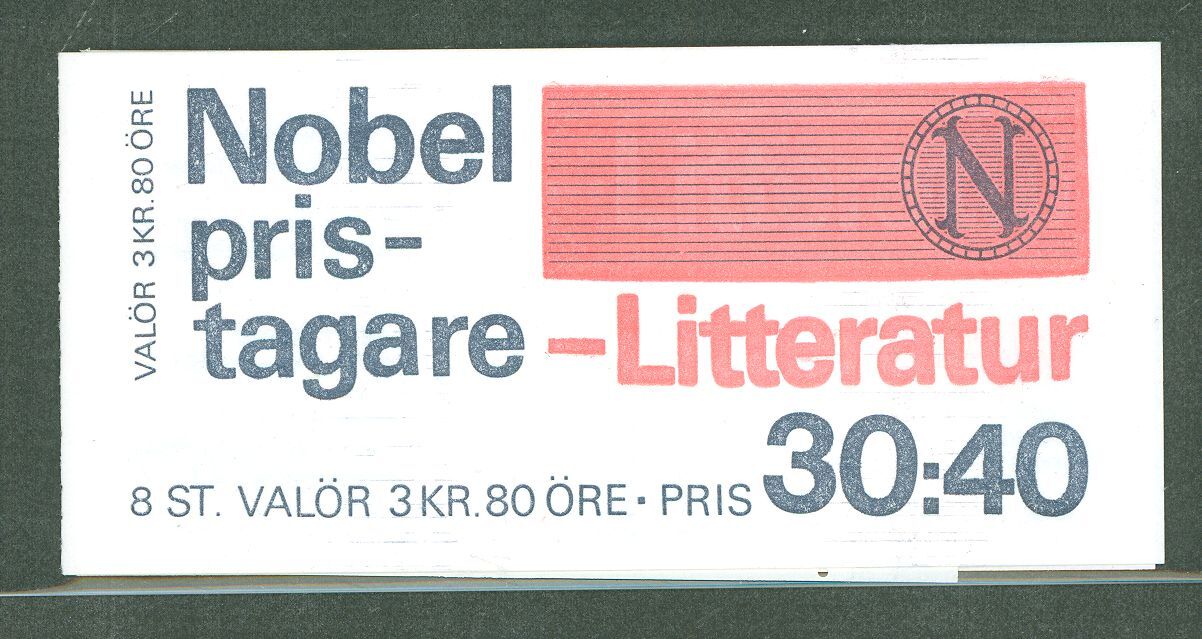 VALÖR 3 KR. 80 ÖRE
Nobel
pris-
tagare –Litteratur
N
8 ST. VALÖR 3 KR. 80 ÖRE · PRIS 30:40